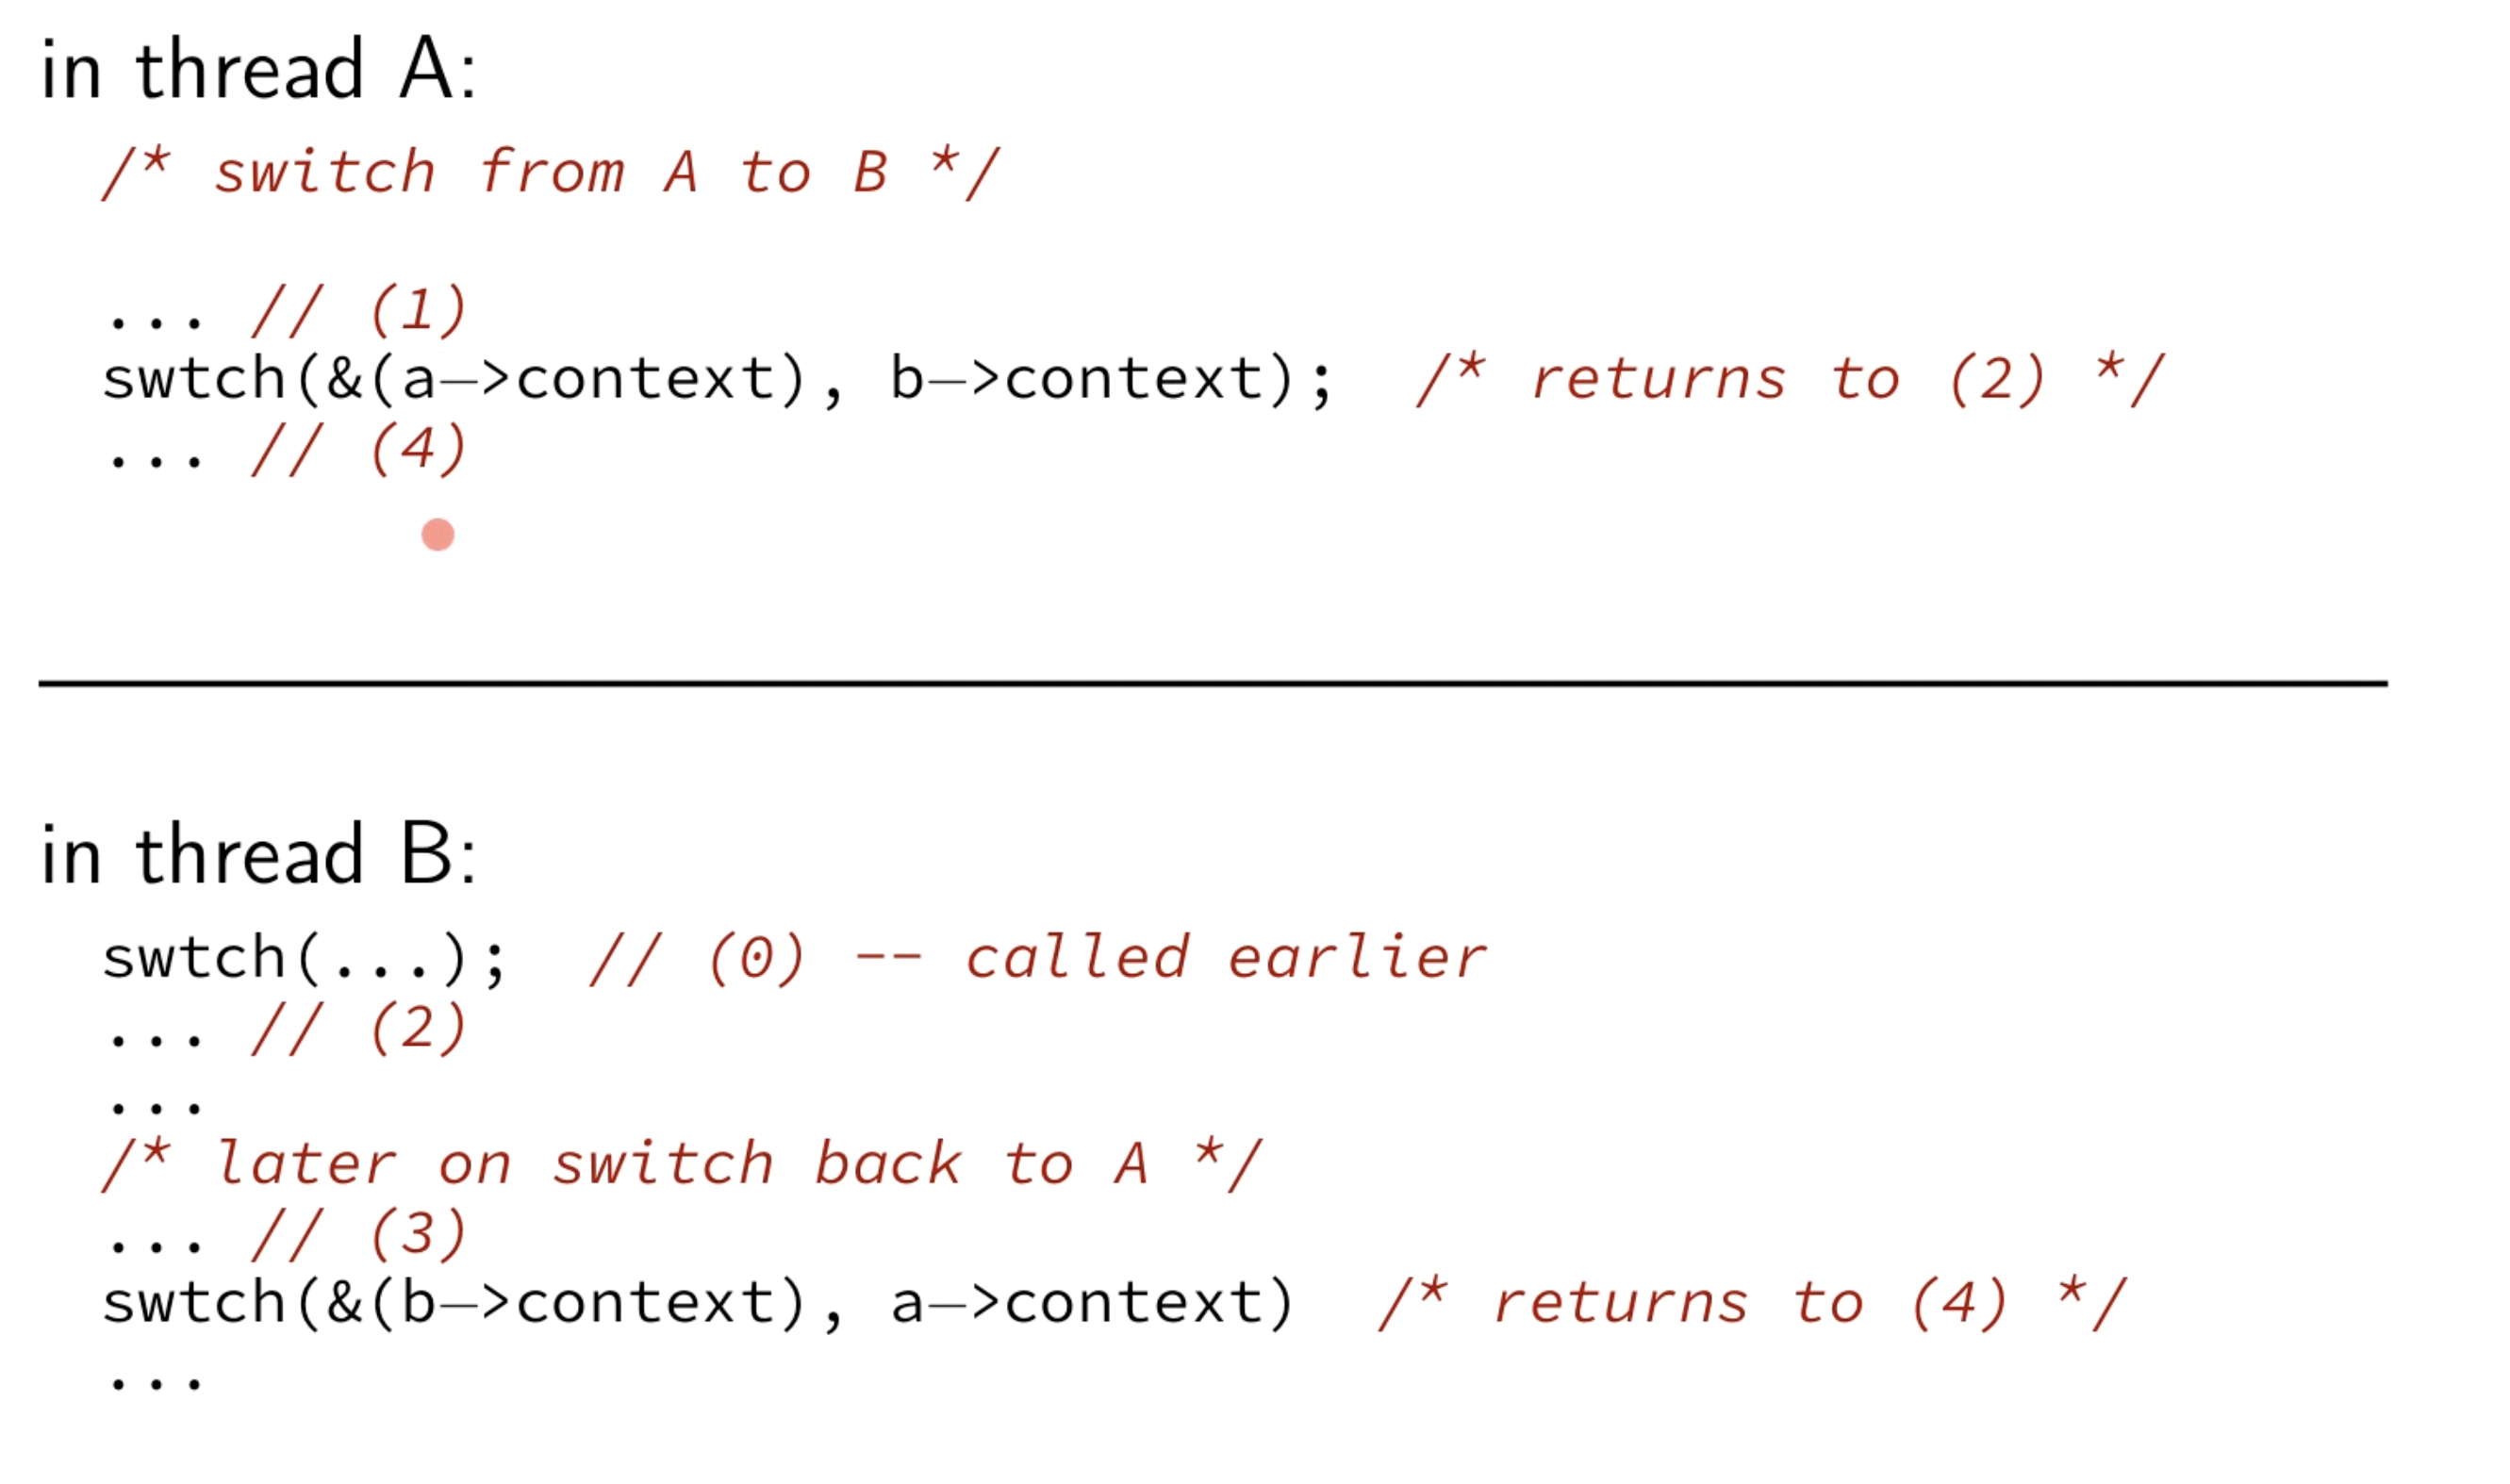 in thread A:
/* switch from A to B */
... // (1)
swtch(&(a->context), b->context); /* returns to (2) */
... // (4)
in thread B:
swtch(...); // (0) -- called earlier
... // (2)
...
/* later on switch back to A */
... // (3)
swtch(&(b->context), a->context) /* returns to (4) */
...